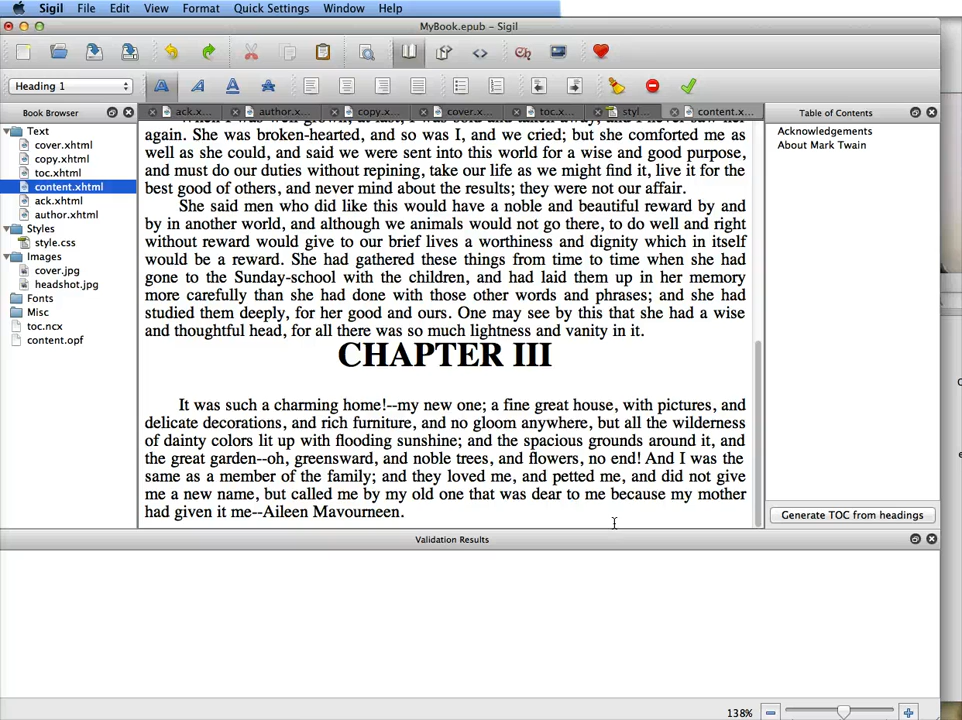 Sigil File Edit View Format Quick Settings Window Help
MyBook.epub - Sigil
Heading 1
Book Browser
ack.x... author.x... copy.x... cover.x... toc.x... styl... content.x...
Table of Contents
Text
cover.xhtml
copy.xhtml
toc.xhtml
content.xhtml
ack.xhtml
author.xhtml
Styles
style.css
Images
cover.jpg
headshot.jpg
Fonts
Misc
toc.ncx
content.opf
again. She was broken-hearted, and so was I, and we cried; but she comforted me as
well as she could, and said we were sent into this world for a wise and good purpose,
and must do our duties without repining, take our life as we might find it, live it for the
best good of others, and never mind about the results; they were not our affair.
She said men who did like this would have a noble and beautiful reward by and
by in another world, and although we animals would not go there, to do well and right
without reward would give to our brief lives a worthiness and dignity which in itself
would be a reward. She had gathered these things from time to time when she had
gone to the Sunday-school with the children, and had laid them up in her memory
more carefully than she had done with those other words and phrases; and she had
studied them deeply, for her good and ours. One may see by this that she had a wise
and thoughtful head, for all there was so much lightness and vanity in it.
CHAPTER III
It was such a charming home!--my new one; a fine great house, with pictures, and
delicate decorations, and rich furniture, and no gloom anywhere, but all the wilderness
of dainty colors lit up with flooding sunshine; and the spacious grounds around it, and
the great garden--oh, greensward, and noble trees, and flowers, no end! And I was the
same as a member of the family; and they loved me, and petted me, and did not give
me a new name, but called me by my old one that was dear to me because my mother
had given it me--Aileen Mavourneen.
Acknowledgements
About Mark Twain
Generate TOC from headings
Validation Results
138%